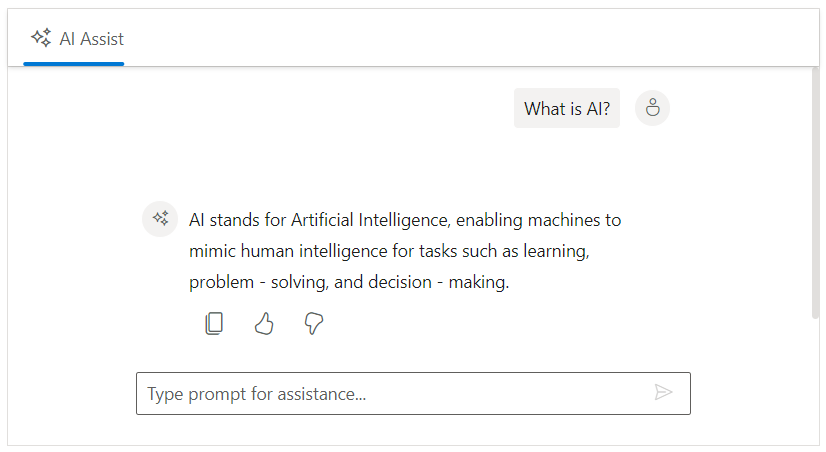 AI Assist
What is AI?
AI stands for Artificial Intelligence, enabling machines to
mimic human intelligence for tasks such as learning,
problem - solving, and decision - making.
Type prompt for assistance...